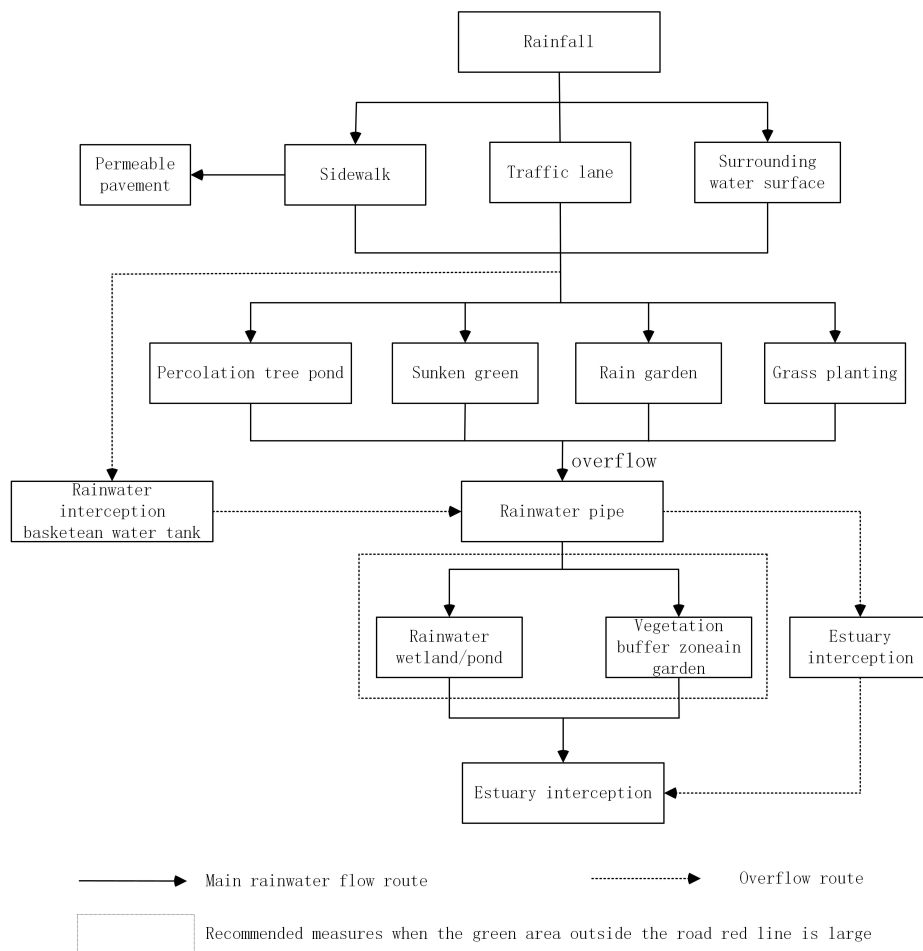 Rainfall
Permeable
pavement
Sidewalk
Traffic lane
Surrounding
water surface
Percolation tree pond
Sunken green
Rain garden
Grass planting
overflow
Rainwater
interception
basketean water tank
Rainwater pipe
Rainwater
wetland/pond
Vegetation
buffer zoneain
garden
Estuary
interception
Estuary interception
Main rainwater flow route
Overflow route
Recommended measures when the green area outside the road red line is large